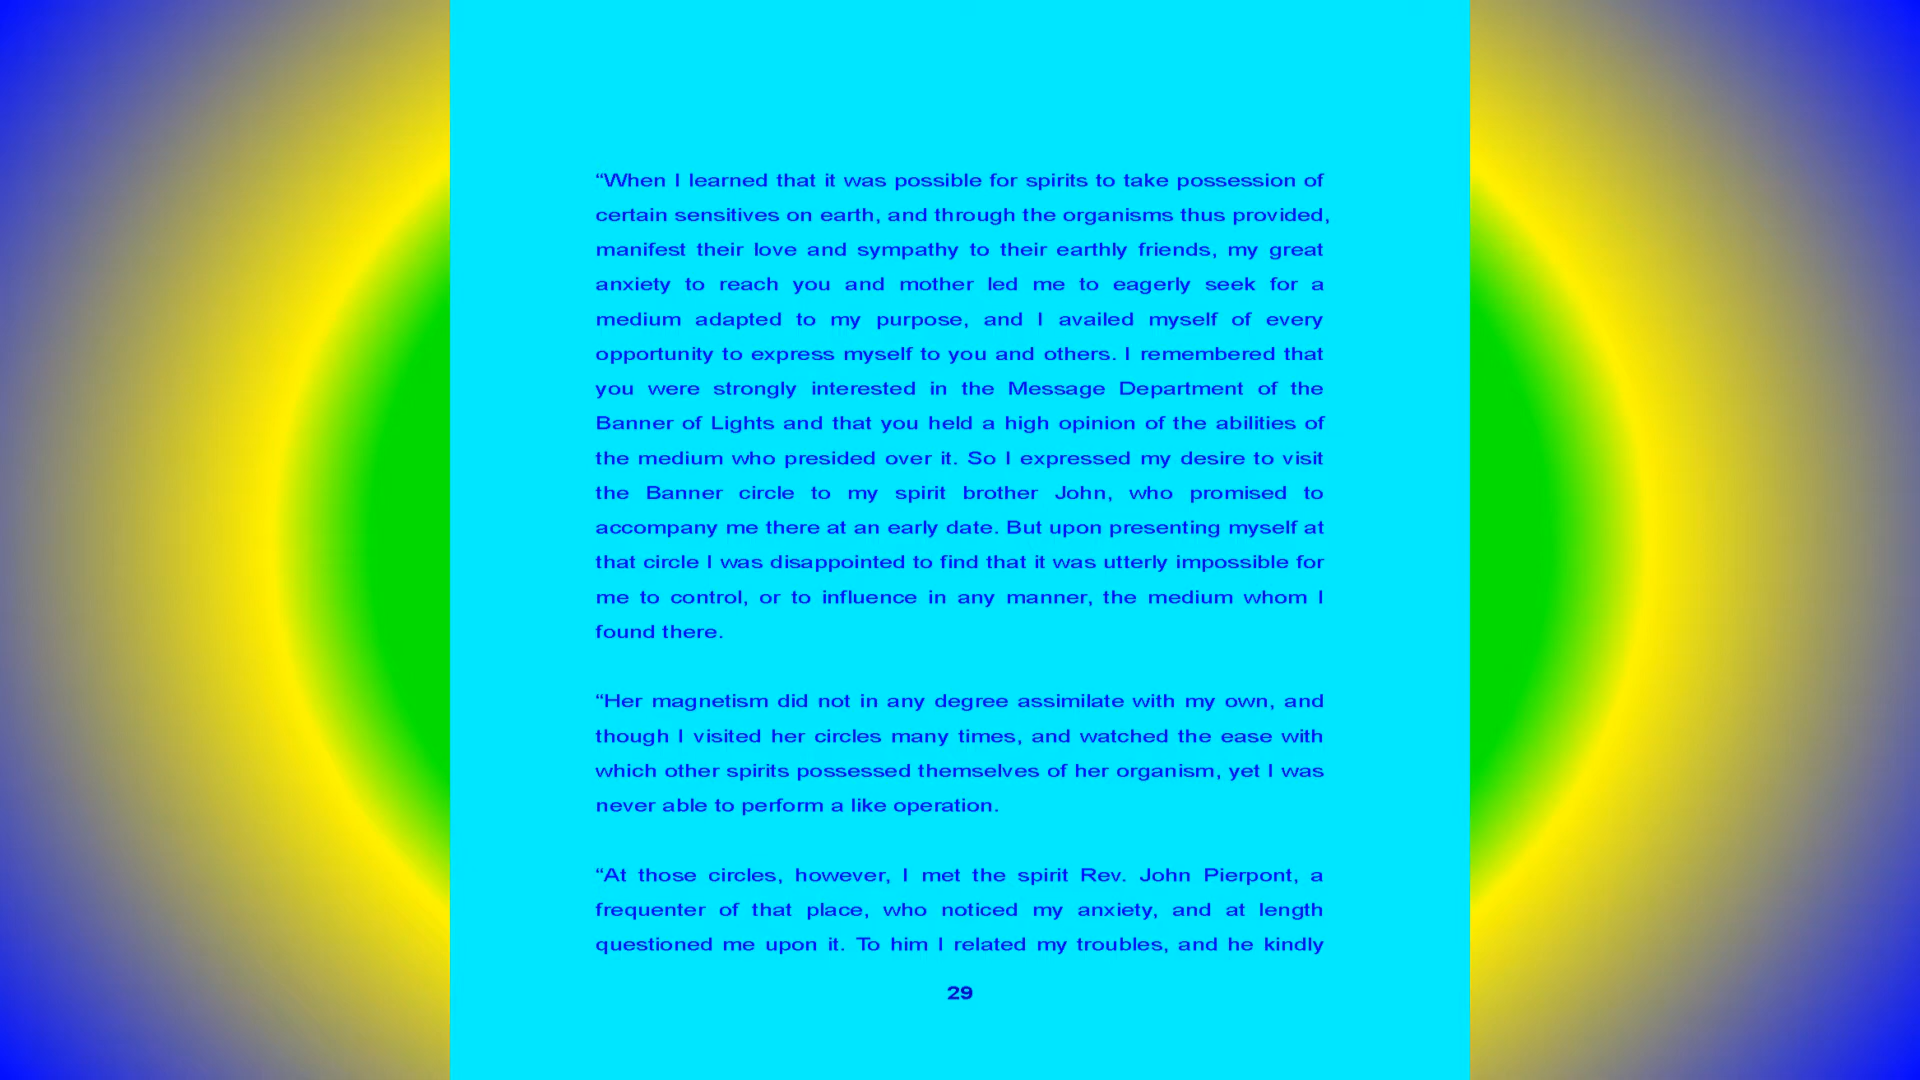 “When I learned that it was possible for spirits to take possession of
certain sensitives on earth, and through the organisms thus provided,
manifest their love and sympathy to their earthly friends, my great
anxiety to reach you and mother led me to eagerly seek for a
medium adapted to my purpose, and I availed myself of every
opportunity to express myself to you and others. I remembered that
you were strongly interested in the Message Department of the
Banner of Lights and that you held a high opinion of the abilities of
the medium who presided over it. So I expressed my desire to visit
the Banner circle to my spirit brother John, who promised to
accompany me there at an early date. But upon presenting myself at
that circle I was disappointed to find that it was utterly impossible for
me to control, or to influence in any manner, the medium whom I
found there.
“Her magnetism did not in any degree assimilate with my own, and
though I visited her circles many times, and watched the ease with
which other spirits possessed themselves of her organism, yet I was
never able to perform a like operation.
“At those circles, however, I met the spirit Rev. John Pierpont, a
frequenter of that place, who noticed my anxiety, and at length
questioned me upon it. To him I related my troubles, and he kindly
29